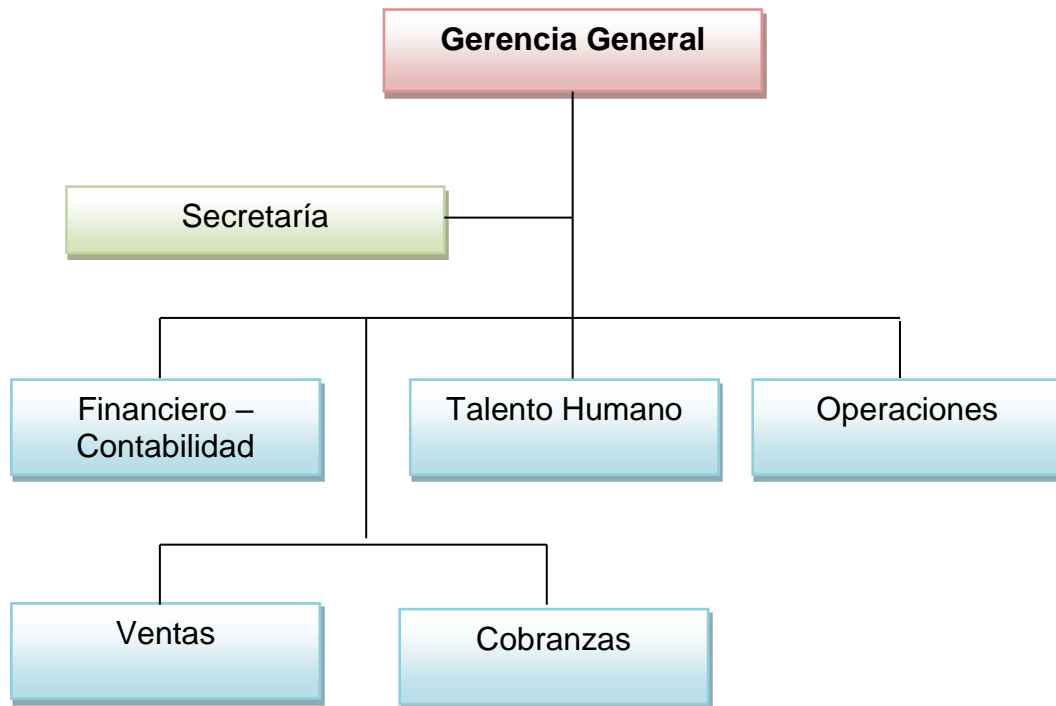 Gerencia General
Secretaría
Financiero –
Contabilidad
Talento Humano
Operaciones
Ventas
Cobranzas